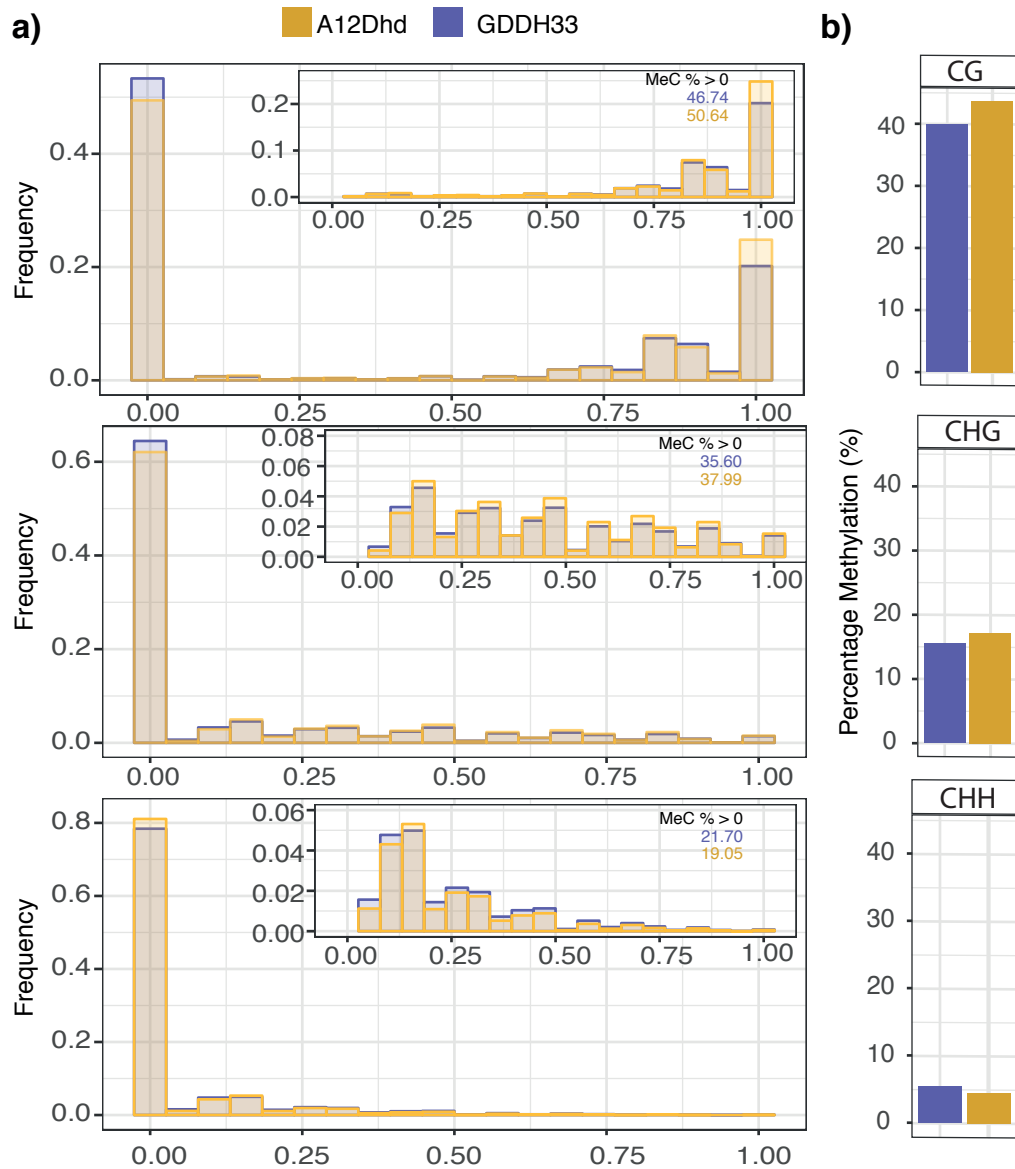 a)
A12Dhd
GDDH33
b)
Frequency
0.4
0.2
0.0
0.00 0.25 0.50 0.75 1.00
MeC % > 0
46.74
50.64
0.2
0.1
0.0
0.00 0.25 0.50 0.75 1.00
Frequency
0.6
0.4
0.2
0.0
0.00 0.25 0.50 0.75 1.00
MeC % > 0
35.60
37.99
0.08
0.06
0.04
0.02
0.00
0.00 0.25 0.50 0.75 1.00
Frequency
0.8
0.6
0.4
0.2
0.0
0.00 0.25 0.50 0.75 1.00
MeC % > 0
21.70
19.05
0.06
0.04
0.02
0.00
0.00 0.25 0.50 0.75 1.00
Percentage Methylation (%)
CG
40
30
20
10
0
CHG
40
30
20
10
0
CHH
40
30
20
10
0